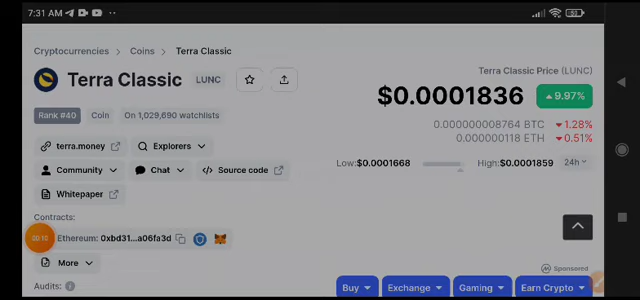 7:31 AM
Cryptocurrencies > Coins > Terra Classic
Terra Classic LUNC
Terra Classic Price (LUNC)
$0.0001836 9.97%
Rank #40 Coin On 1,029,690 watchlists
0.000000008764 BTC 1.28%
0.000000118 ETH 0.51%
terra.money Explorers
Low:$0.0001668 High:$0.0001859 24h
Community Chat Source code
Whitepaper
Contracts:
00:10 Ethereum: 0xbd31...a06fa3d
More
Sponsored
Audits:
Buy Exchange Gaming Earn Crypto